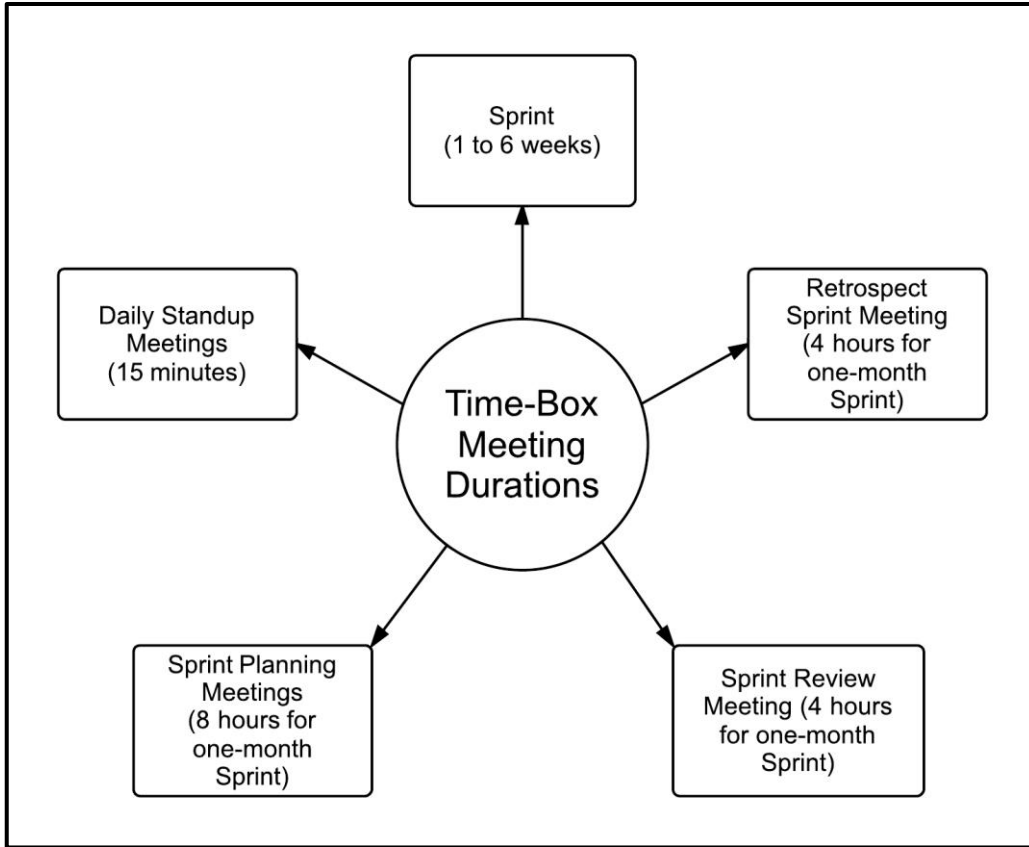 Sprint
(1 to 6 weeks)
Daily Standup
Meetings
(15 minutes)
Retrospect
Sprint Meeting
(4 hours for
one-month
Sprint)
Time-Box
Meeting
Durations
Sprint Planning
Meetings
(8 hours for
one-month
Sprint)
Sprint Review
Meeting (4 hours
for one-month
Sprint)